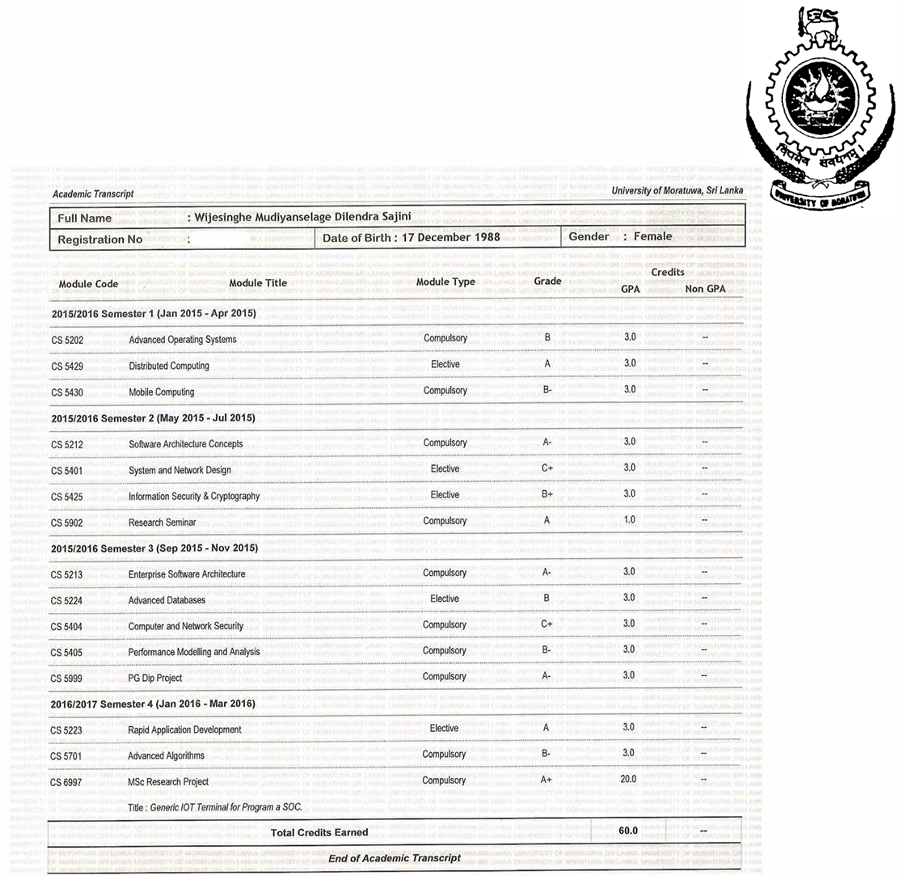 विद्यैव सर्वधनम् ।
UNIVERSITY OF MORATUWA
Academic Transcript University of Moratuwa, Sri Lanka
Full Name : Wijesinghe Mudiyanselage Dilendra Sajini
Registration No : Date of Birth : 17 December 1988 Gender : Female
Credits
Module Code Module Title Module Type Grade GPA Non GPA
2015/2016 Semester 1 (Jan 2015 - Apr 2015)
CS 5202 Advanced Operating Systems Compulsory B 3.0 --
CS 5429 Distributed Computing Elective A 3.0 --
CS 5430 Mobile Computing Compulsory B- 3.0 --
2015/2016 Semester 2 (May 2015 - Jul 2015)
CS 5212 Software Architecture Concepts Compulsory A- 3.0 --
CS 5401 System and Network Design Elective C+ 3.0 --
CS 5425 Information Security & Cryptography Elective B+ 3.0 --
CS 5902 Research Seminar Compulsory A 1.0 --
2015/2016 Semester 3 (Sep 2015 - Nov 2015)
CS 5213 Enterprise Software Architecture Compulsory A- 3.0 --
CS 5224 Advanced Databases Elective B 3.0 --
CS 5404 Computer and Network Security Compulsory C+ 3.0 --
CS 5405 Performance Modelling and Analysis Compulsory B- 3.0 --
CS 5999 PG Dip Project Compulsory A- 3.0 --
2016/2017 Semester 4 (Jan 2016 - Mar 2016)
CS 5223 Rapid Application Development Elective A 3.0 --
CS 5701 Advanced Algorithms Compulsory B- 3.0 --
CS 6997 MSc Research Project Compulsory A+ 20.0 --
Title : Generic IOT Terminal for Program a SOC.
Total Credits Earned 60.0 --
End of Academic Transcript